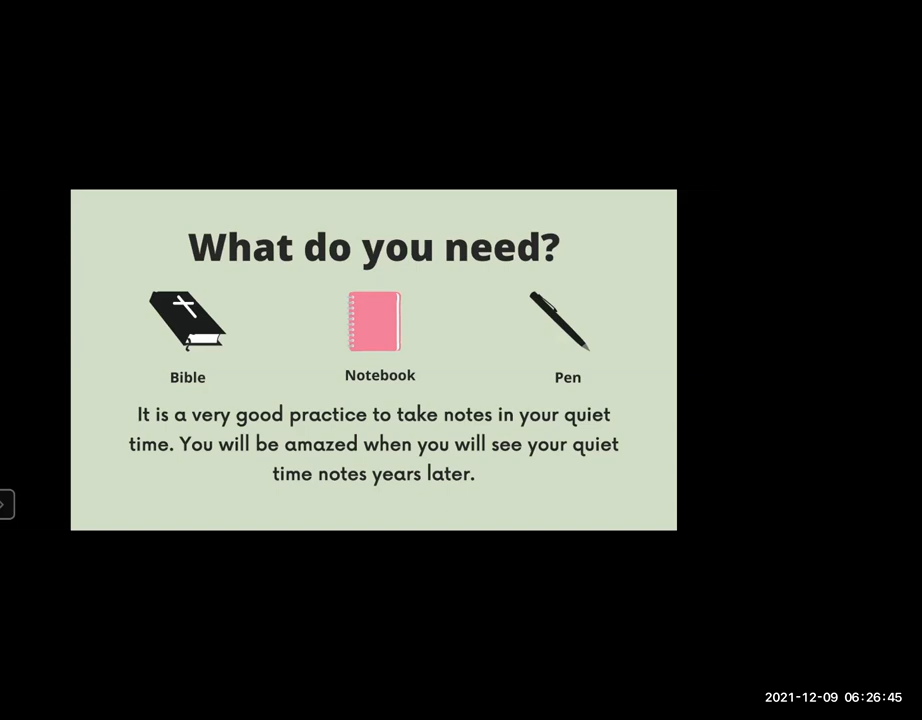 What do you need?
Bible
Notebook
Pen
It is a very good practice to take notes in your quiet
time. You will be amazed when you will see your quiet
time notes years later.
2021-12-09 06:26:45